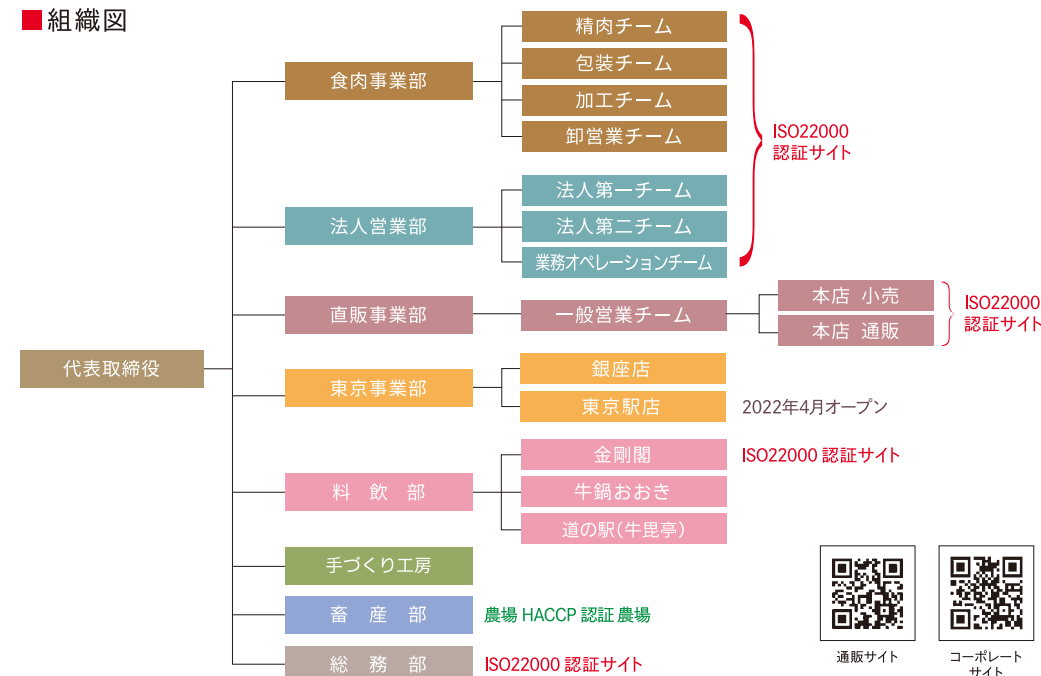 組織図
代表取締役
食肉事業部
精肉チーム
包装チーム
加工チーム
卸営業チーム
ISO22000
認証サイト
法人営業部
法人第一チーム
法人第二チーム
業務オペレーションチーム
直販事業部
一般営業チーム
本店 小売
本店 通販
ISO22000
認証サイト
東京事業部
銀座店
東京駅店
2022年4月オープン
料 飲 部
金剛閣
ISO22000 認証サイト
牛鍋おおき
道の駅(牛毘亭)
手づくり工房
畜 産 部
農場 HACCP 認証 農場
総 務 部
ISO22000 認証サイト
通販サイト
コーポレート
サイト